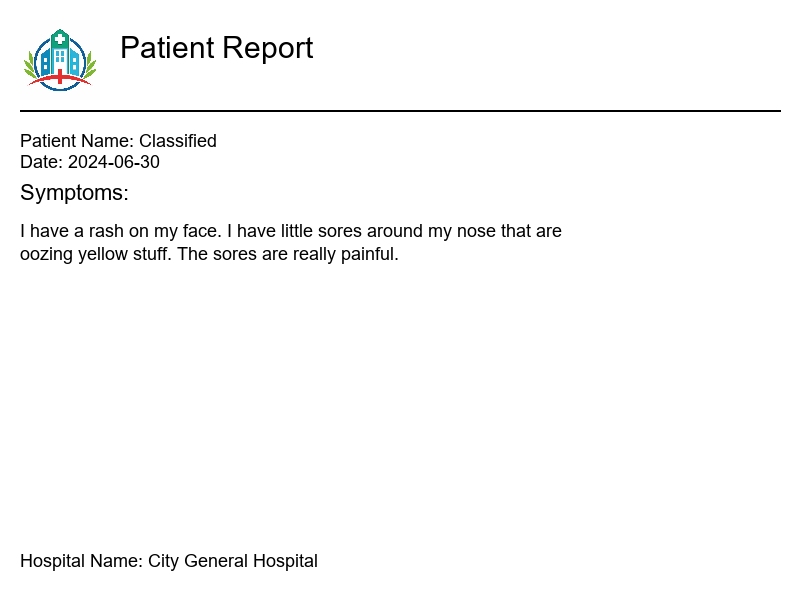 Patient Report
Patient Name: Classified
Date: 2024-06-30
Symptoms:
I have a rash on my face. I have little sores around my nose that are
oozing yellow stuff. The sores are really painful.
Hospital Name: City General Hospital